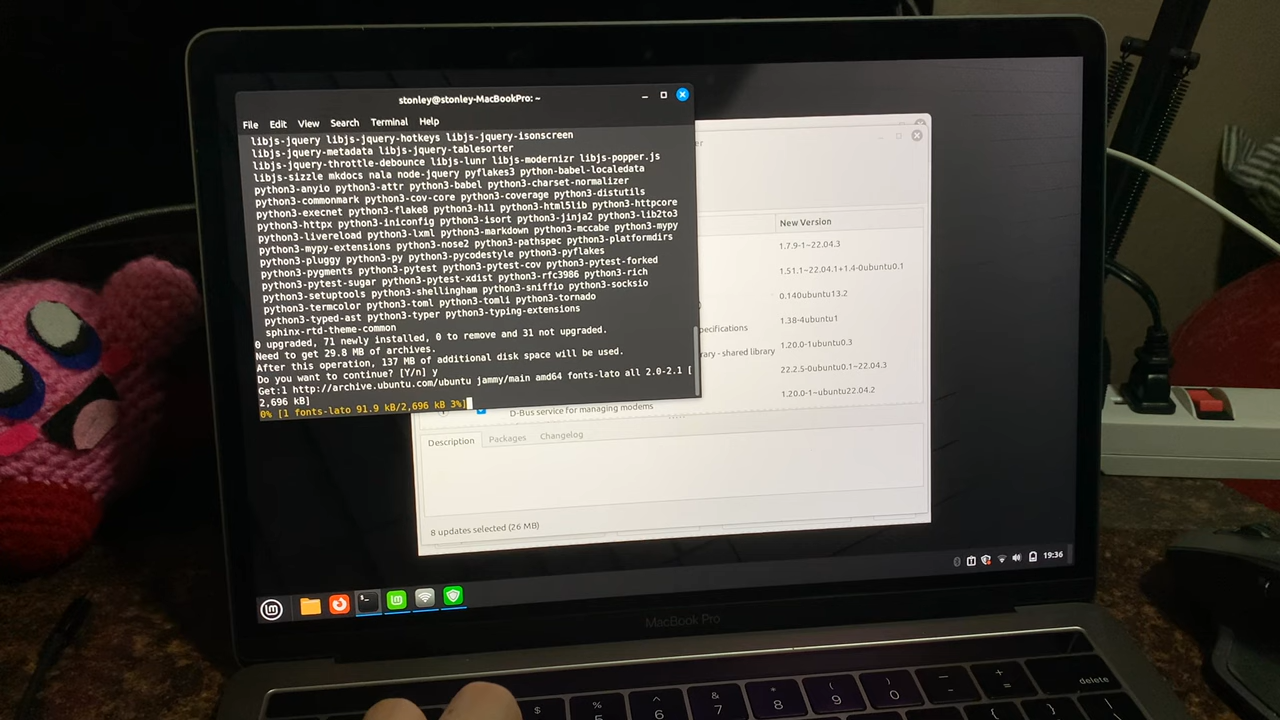 stonley@stonley-MacBookPro: ~
File Edit View Search Terminal Help
libjs-jquery libjs-jquery-hotkeys libjs-jquery-isonscreen
libjs-jquery-metadata libjs-jquery-tablesorter
libjs-jquery-throttle-debounce libjs-lunr libjs-modernizr libjs-popper.js
libjs-sizzle mkdocs nala node-jquery pyflakes3 python-babel-localedata
python3-anyio python3-attr python3-babel python3-charset-normalizer
python3-commonmark python3-cov-core python3-coverage python3-distutils
python3-execnet python3-flake8 python3-h11 python3-html5lib python3-httpcore
python3-httpx python3-iniconfig python3-isort python3-jinja2 python3-lib2to3
python3-livereload python3-lxml python3-markdown python3-mccabe python3-mypy
python3-mypy-extensions python3-nose2 python3-pathspec python3-platformdirs
python3-pluggy python3-py python3-pycodestyle python3-pyflakes
python3-pygments python3-pytest python3-pytest-cov python3-pytest-forked
python3-pytest-sugar python3-pytest-xdist python3-rfc3986 python3-rich
python3-setuptools python3-shellingham python3-sniffio python3-socksio
python3-termcolor python3-toml python3-tomli python3-tornado
python3-typed-ast python3-typer python3-typing-extensions
sphinx-rtd-theme-common
0 upgraded, 71 newly installed, 0 to remove and 31 not upgraded.
Need to get 29.8 MB of archives.
After this operation, 137 MB of additional disk space will be used.
Do you want to continue? [Y/n] y
Get:1 http://archive.ubuntu.com/ubuntu jammy/main amd64 fonts-lato all 2.0-2.1 [
2,696 kB]
0% [1 fonts-lato 91.9 kB/2,696 kB 3%]
er
New Version
1.7.9-1~22.04.3
1.51.1~22.04.1+1.4-0ubuntu0.1
0.140ubuntu13.2
pecifications 1.38-4ubuntu1
rary - shared library 1.20.0-1ubuntu0.3
22.2.5-0ubuntu0.1~22.04.3
1.20.0-1~ubuntu22.04.2
D-Bus service for managing modems
Description Packages Changelog
8 updates selected (26 MB)
19:36
MacBook Pro
$ % ^ & * ( ) — + delete
5 6 7 8 9 0 - =
{ } |